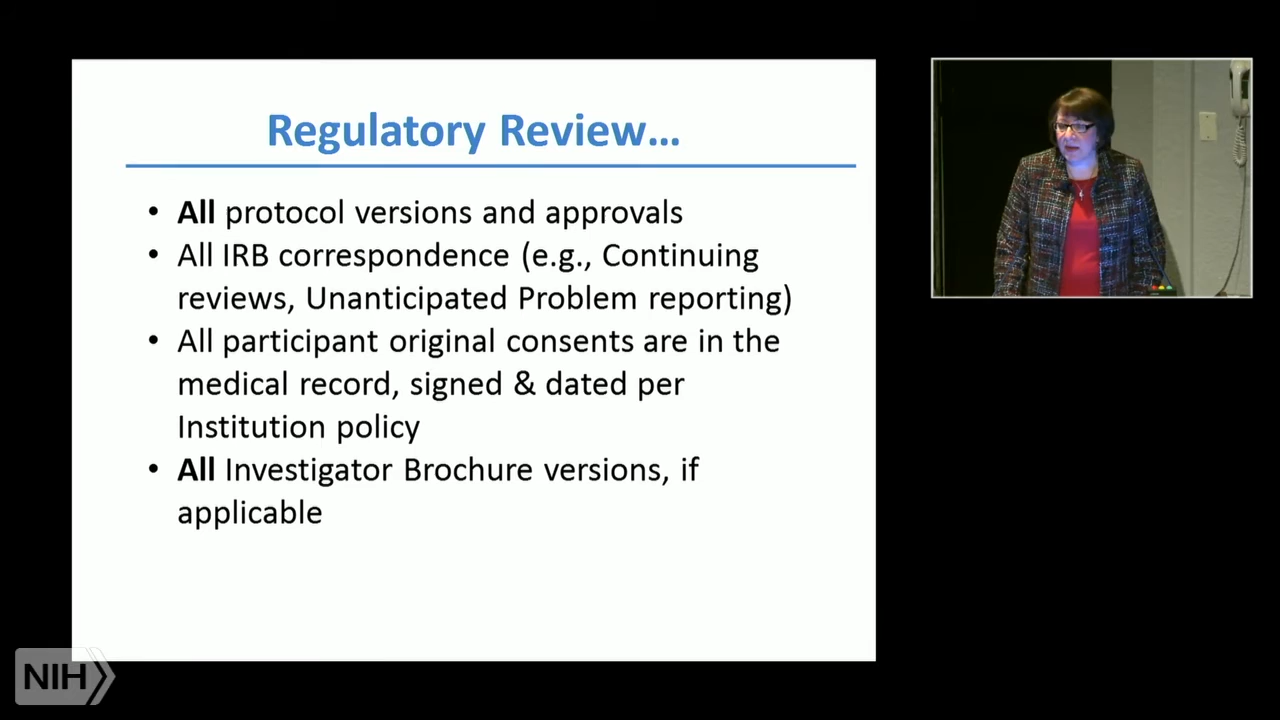 Regulatory Review...
• All protocol versions and approvals
• All IRB correspondence (e.g., Continuing
reviews, Unanticipated Problem reporting)
• All participant original consents are in the
medical record, signed & dated per
Institution policy
• All Investigator Brochure versions, if
applicable
NIH